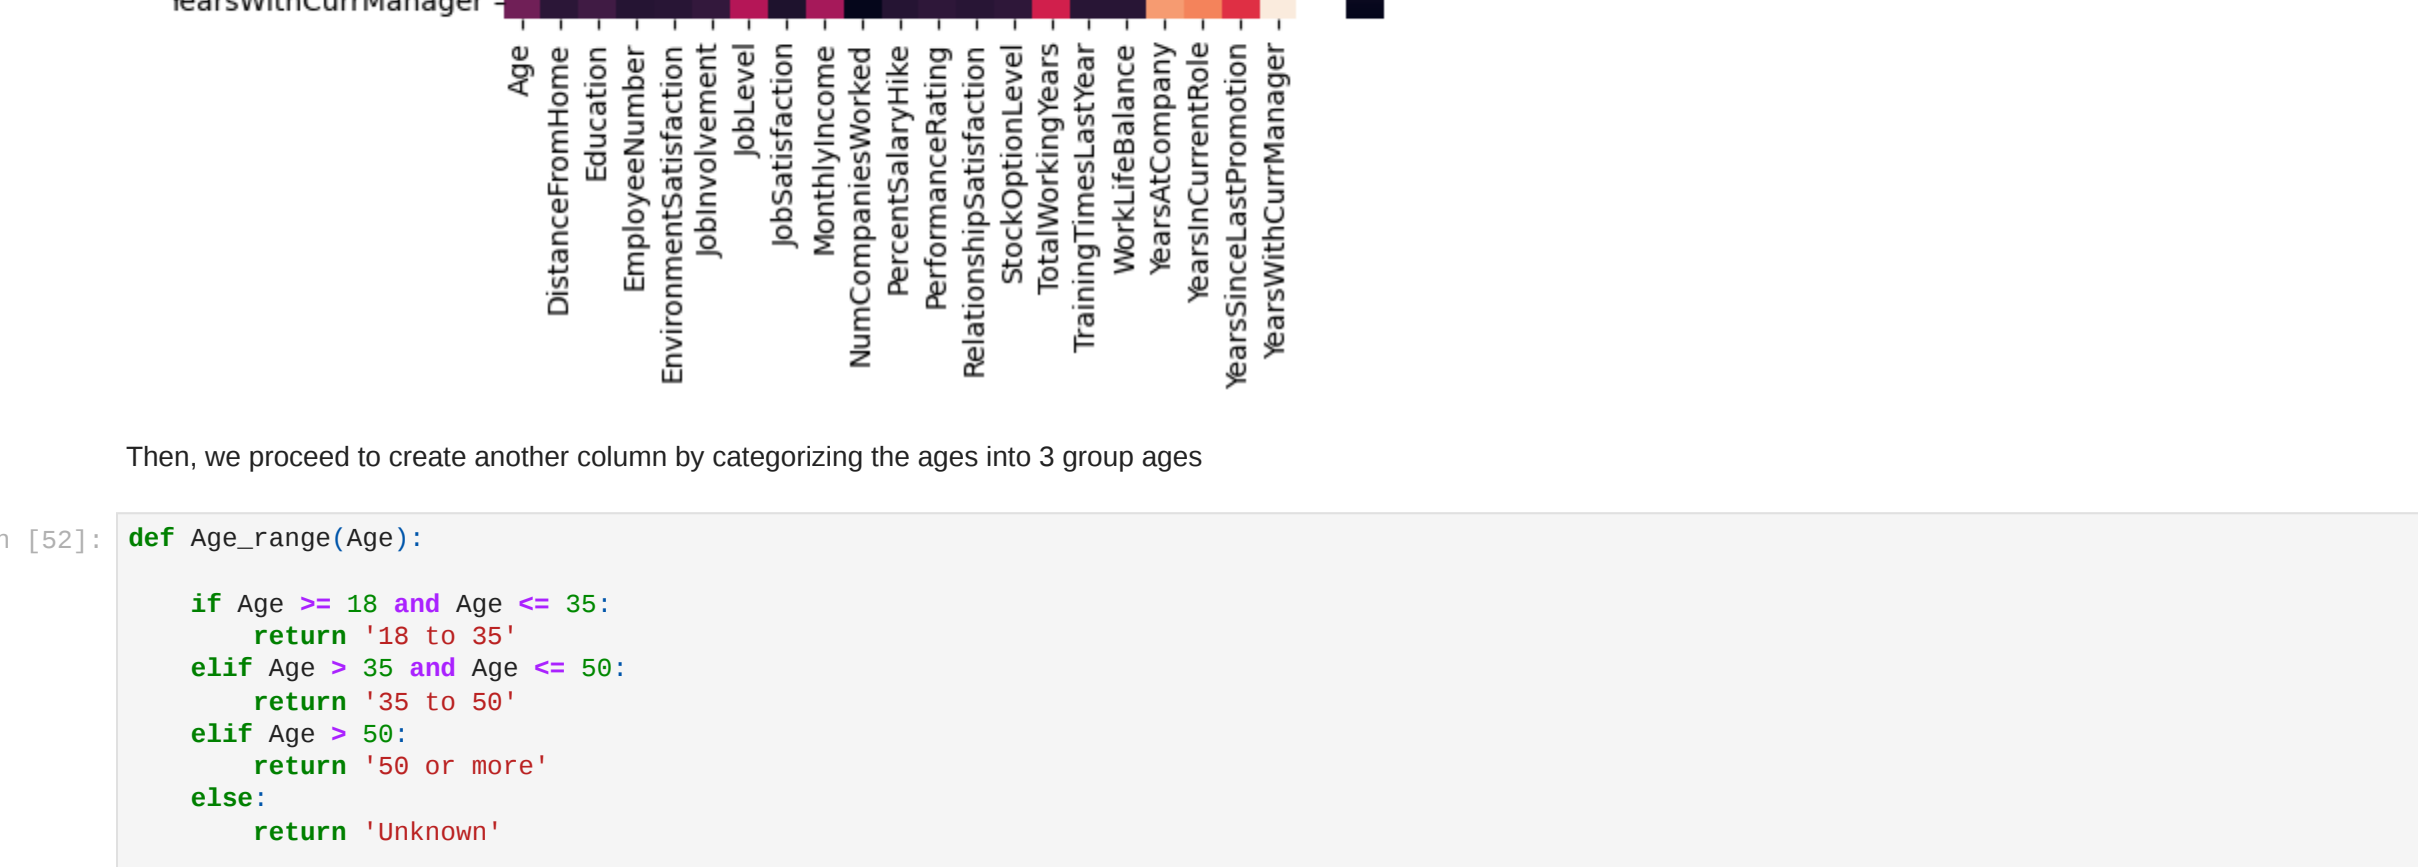 YearsWithCurrManager
Age
DistanceFromHome
Education
EmployeeNumber
EnvironmentSatisfaction
JobInvolvement
JobLevel
JobSatisfaction
MonthlyIncome
NumCompaniesWorked
PercentSalaryHike
PerformanceRating
RelationshipSatisfaction
StockOptionLevel
TotalWorkingYears
TrainingTimesLastYear
WorkLifeBalance
YearsAtCompany
YearsInCurrentRole
YearsSinceLastPromotion
YearsWithCurrManager
Then, we proceed to create another column by categorizing the ages into 3 group ages
n [52]: def Age_range(Age):
if Age >= 18 and Age <= 35:
return '18 to 35'
elif Age > 35 and Age <= 50:
return '35 to 50'
elif Age > 50:
return '50 or more'
else:
return 'Unknown'